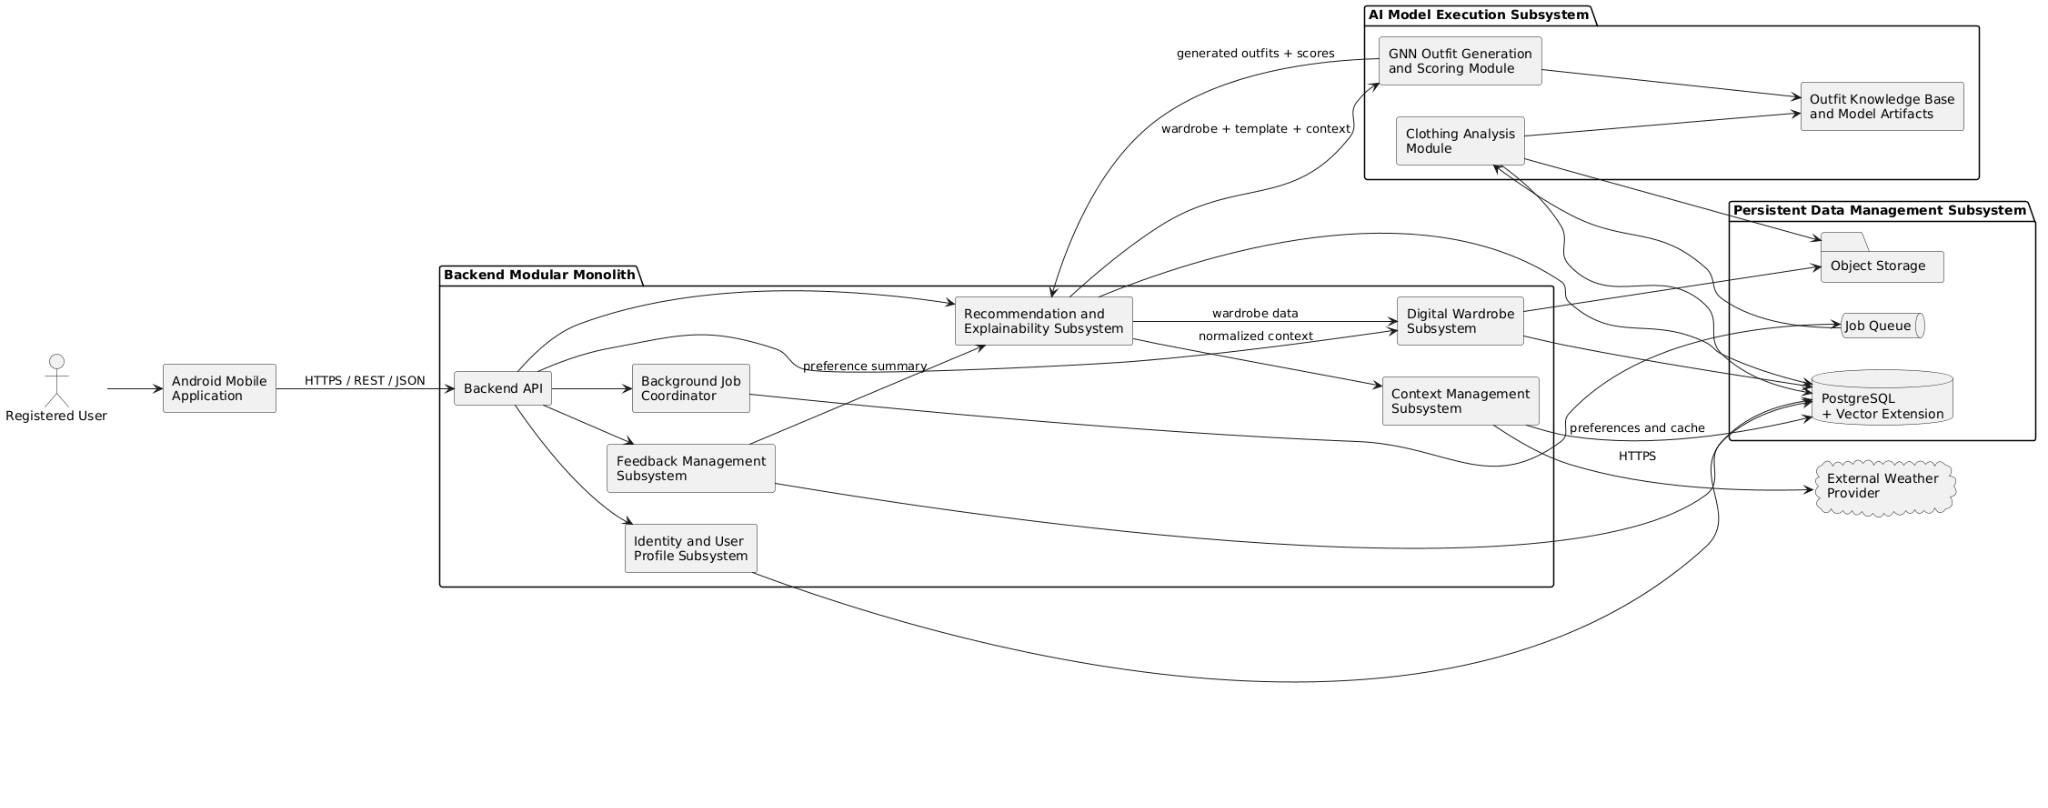 AI Model Execution Subsystem
generated outfits + scores
GNN Outfit Generation
and Scoring Module
Outfit Knowledge Base
and Model Artifacts
wardrobe + template + context
Clothing Analysis
Module
Persistent Data Management Subsystem
Object Storage
Backend Modular Monolith
Recommendation and
Explainability Subsystem
wardrobe data
normalized context
Digital Wardrobe
Subsystem
Job Queue
Registered User
Android Mobile
Application
HTTPS / REST / JSON
Backend API
Background Job
Coordinator
preference summary
Context Management
Subsystem
PostgreSQL
+ Vector Extension
preferences and cache
HTTPS
Feedback Management
Subsystem
External Weather
Provider
Identity and User
Profile Subsystem